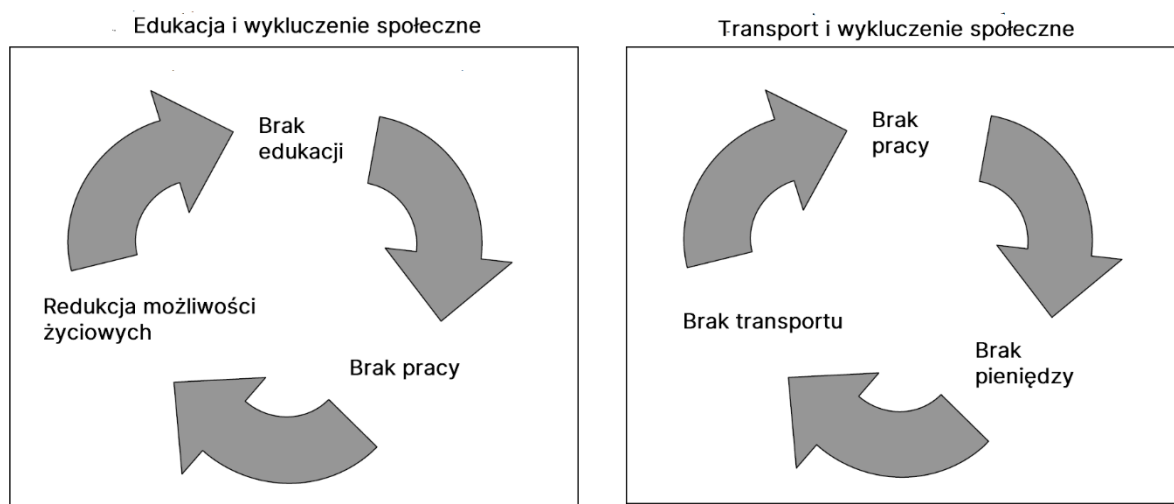 Edukacja i wykluczenie społeczne
Brak
edukacji
Brak pracy
Redukcja możliwości
życiowych
Transport i wykluczenie społeczne
Brak
pracy
Brak
pieniędzy
Brak transportu